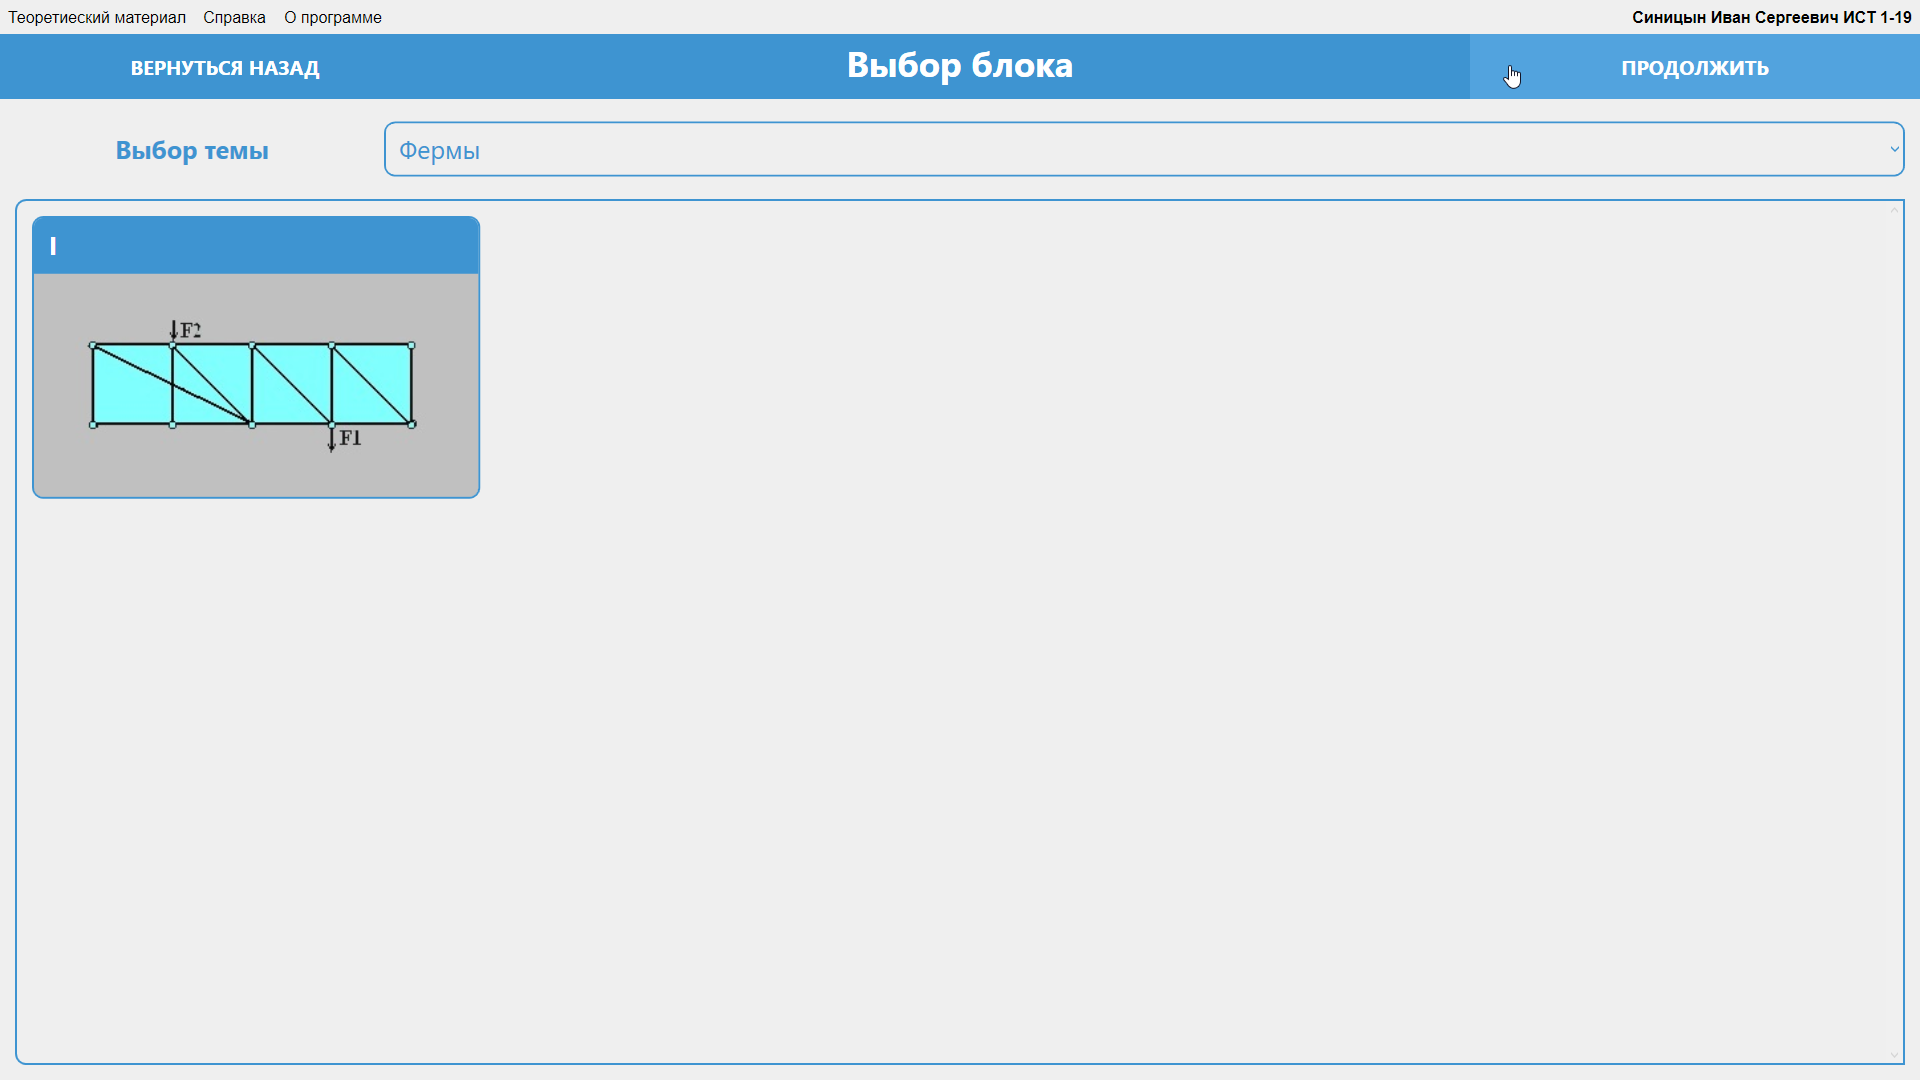 Теоретиеский материал Справка О программе Синицын Иван Сергеевич ИСТ 1-19
ВЕРНУТЬСЯ НАЗАД Выбор блока ПРОДОЛЖИТЬ
Выбор темы Фермы
I
F2
F1